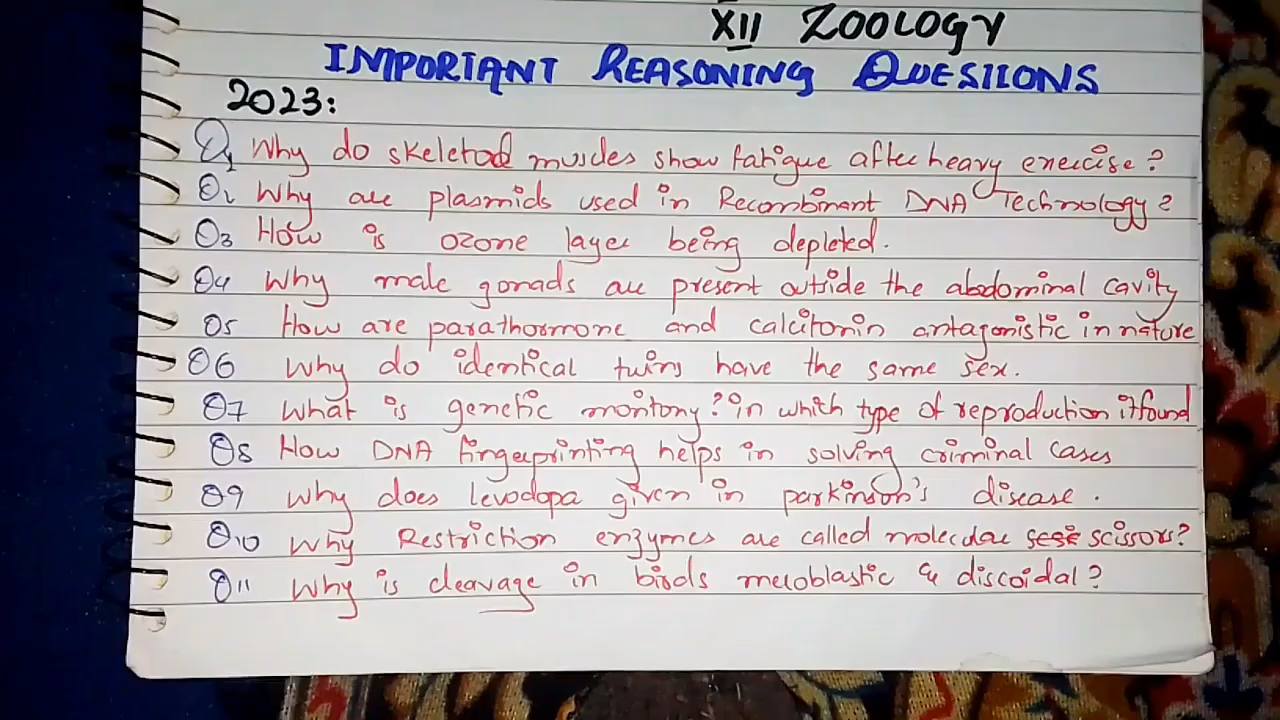 XII ZOOLOGY
IMPORTANT REASONING QUESTIONS
2023:
Q1 Why do skeletal muscles show fatigue after heavy exercise?
Q2 Why are plasmids used in Recombinant DNA Technology?
Q3 How is ozone layer being depleted.
Q4 Why male gonads are present outside the abdominal cavity
Q5 How are parathormone and calcitonin antagonistic in nature
Q6 Why do identical twins have the same sex.
Q7 What is genetic montony? in which type of reproduction it found
Q8 How DNA fingerprinting helps in solving criminal cases
Q9 Why does levodopa given in parkinson's disease.
Q10 Why Restriction enzymes are called molecular scissors?
Q11 Why is cleavage in birds meroblastic & discoidal?